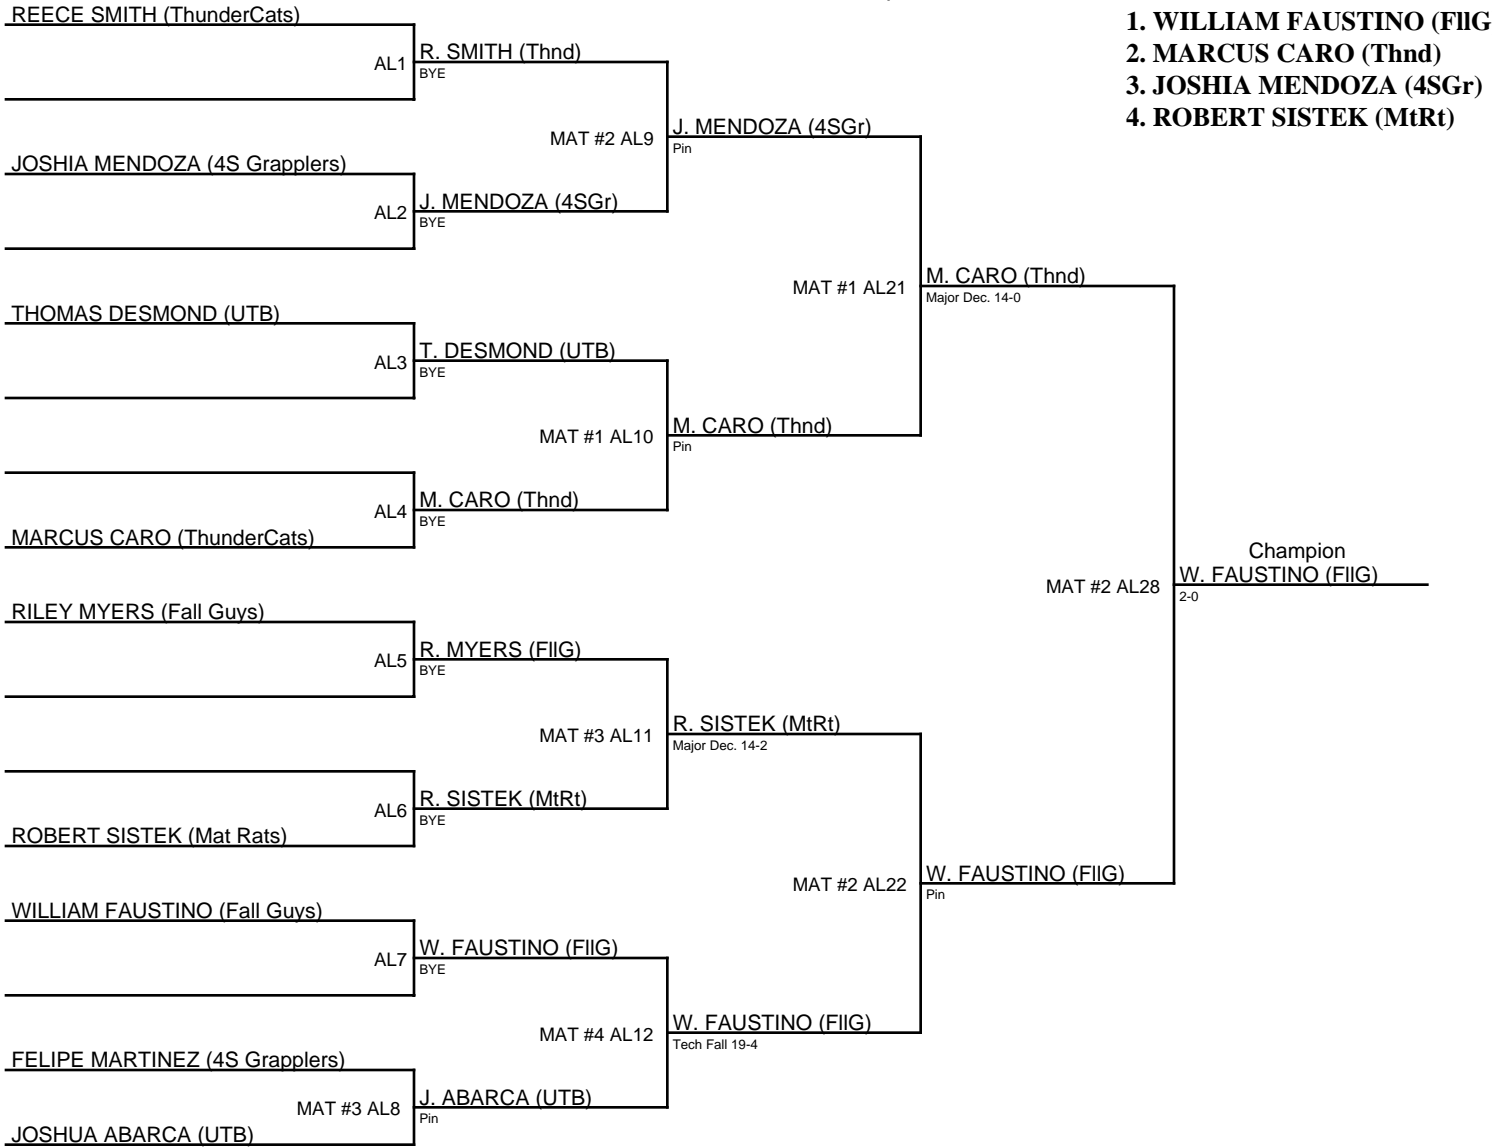 REECE SMITH (ThunderCats)
AL1
R. SMITH (Thnd)
BYE
MAT #2 AL9
J. MENDOZA (4SGr)
Pin
JOSHIA MENDOZA (4S Grapplers)
AL2
J. MENDOZA (4SGr)
BYE
MAT #1 AL21
M. CARO (Thnd)
Major Dec. 14-0
THOMAS DESMOND (UTB)
AL3
T. DESMOND (UTB)
BYE
MAT #1 AL10
M. CARO (Thnd)
Pin
AL4
M. CARO (Thnd)
BYE
MARCUS CARO (ThunderCats)
MAT #2 AL28
Champion
W. FAUSTINO (FllG)
2-0
RILEY MYERS (Fall Guys)
AL5
R. MYERS (FllG)
BYE
MAT #3 AL11
R. SISTEK (MtRt)
Major Dec. 14-2
AL6
R. SISTEK (MtRt)
BYE
ROBERT SISTEK (Mat Rats)
MAT #2 AL22
W. FAUSTINO (FllG)
Pin
WILLIAM FAUSTINO (Fall Guys)
AL7
W. FAUSTINO (FllG)
BYE
MAT #4 AL12
W. FAUSTINO (FllG)
Tech Fall 19-4
FELIPE MARTINEZ (4S Grapplers)
MAT #3 AL8
J. ABARCA (UTB)
Pin
JOSHUA ABARCA (UTB)
1. WILLIAM FAUSTINO (FllG
2. MARCUS CARO (Thnd)
3. JOSHIA MENDOZA (4SGr)
4. ROBERT SISTEK (MtRt)